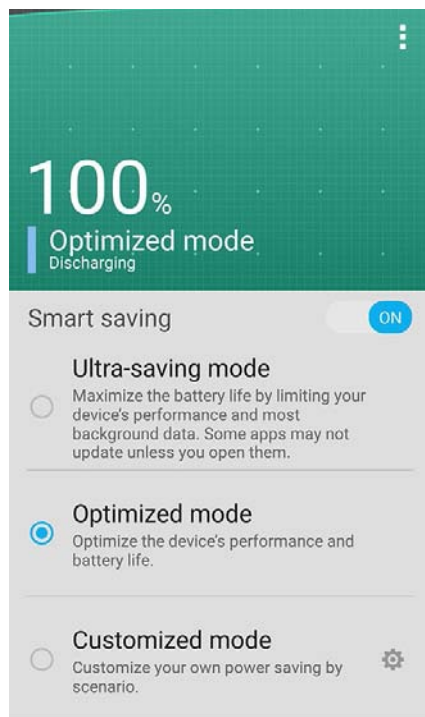 100%
Optimized mode
Discharging
Smart saving
ON
Ultra-saving mode
Maximize the battery life by limiting your
device's performance and most
background data. Some apps may not
update unless you open them.
Optimized mode
Optimize the device's performance and
battery life.
Customized mode
Customize your own power saving by
scenario.